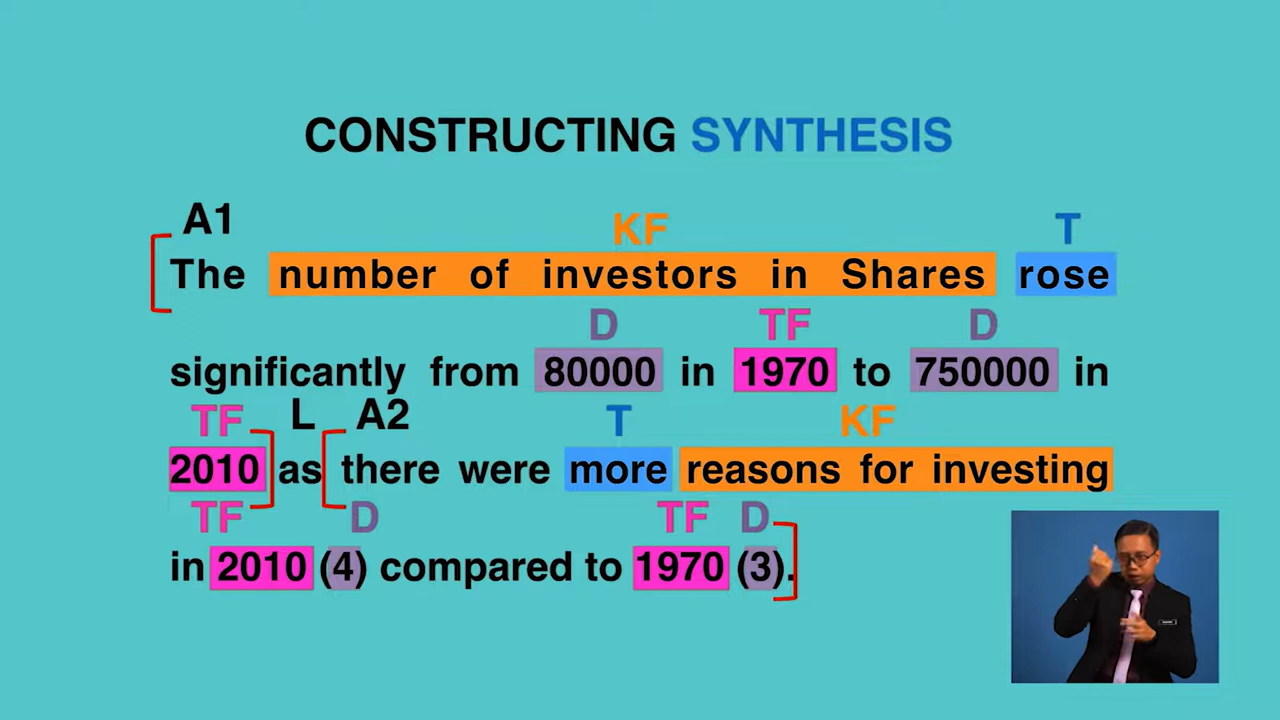 CONSTRUCTING SYNTHESIS
A1 KF T
The number of investors in Shares rose
D TF D
significantly from 80000 in 1970 to 750000 in
TF L A2 T KF
2010 as there were more reasons for investing
TF D TF D
in 2010 (4) compared to 1970 (3).